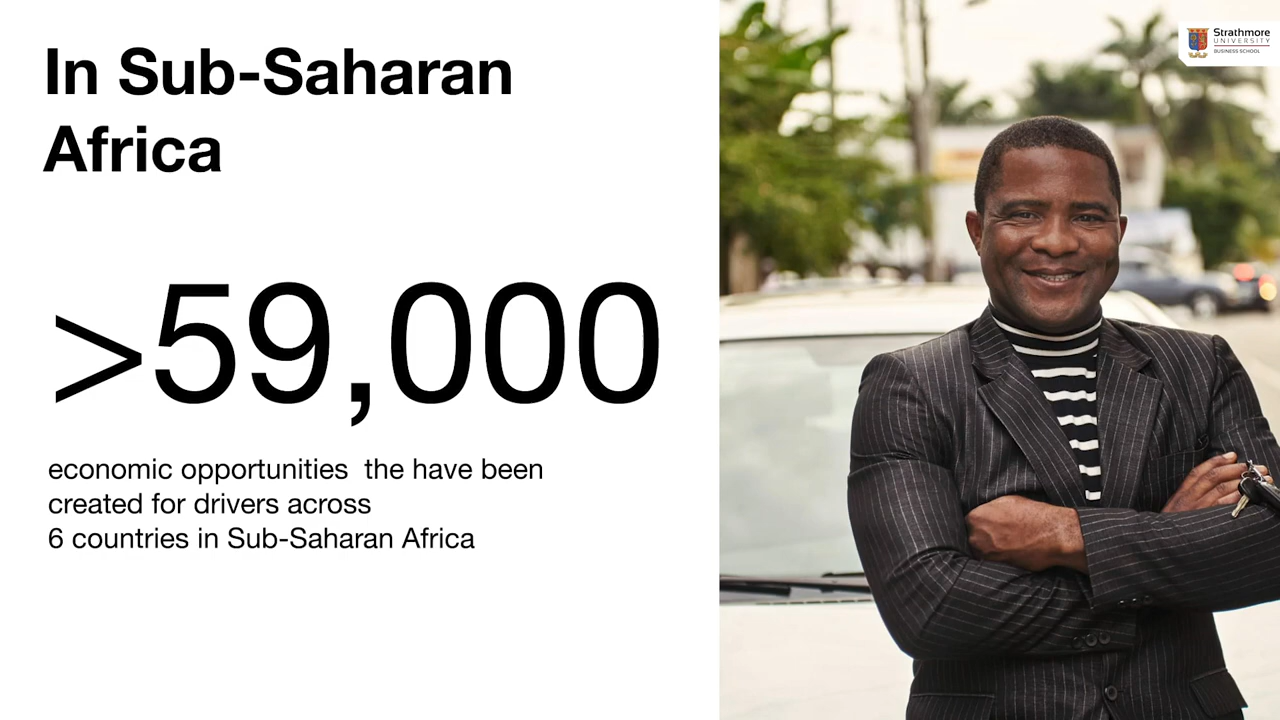 In Sub-Saharan
Africa
>59,000
economic opportunities  the have been
created for drivers across
6 countries in Sub-Saharan Africa
Strathmore
UNIVERSITY
BUSINESS SCHOOL